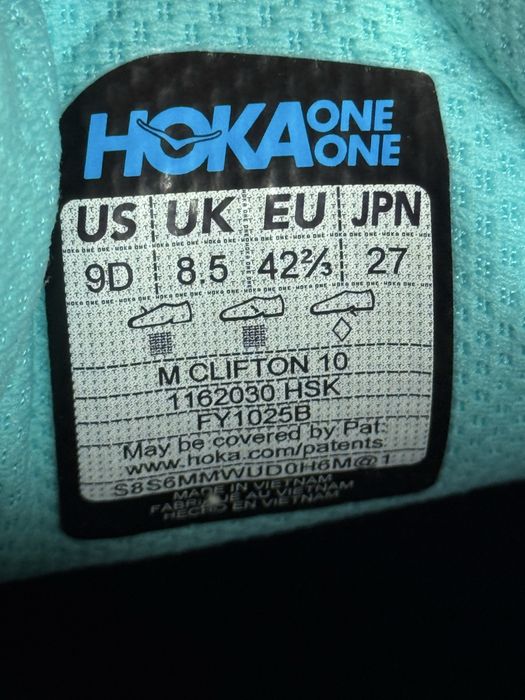 HOKA ONE ONE
US UK EU JPN
9D 8.5 42⅔ 27
M CLIFTON 10
1162030 HSK
FY1025B
May be covered by Pat:
www.hoka.com/patents
S8S6MMWUD0H6M@1
MADE IN VIETNAM
FABRIQUÉ AU VIETNAM
HECHO EN VIETNAM